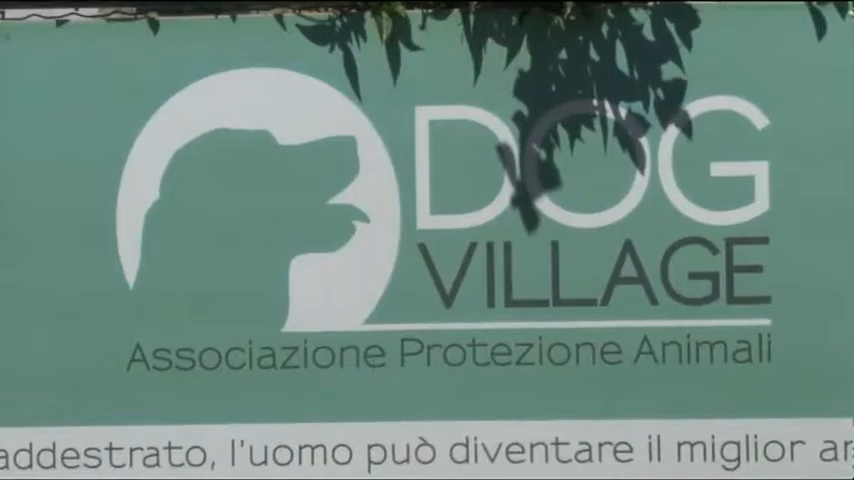 DOG
VILLAGE
Associazione Protezione Animali
addestrato, l'uomo può diventare il miglior